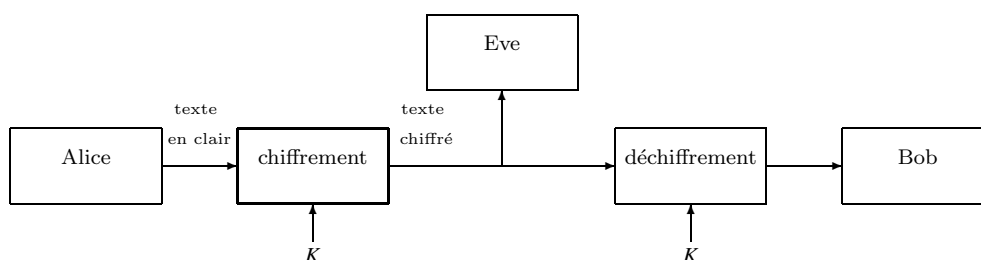 Eve
texte
en clair
texte
chiffré
Alice
chiffrement
déchiffrement
Bob
K
K